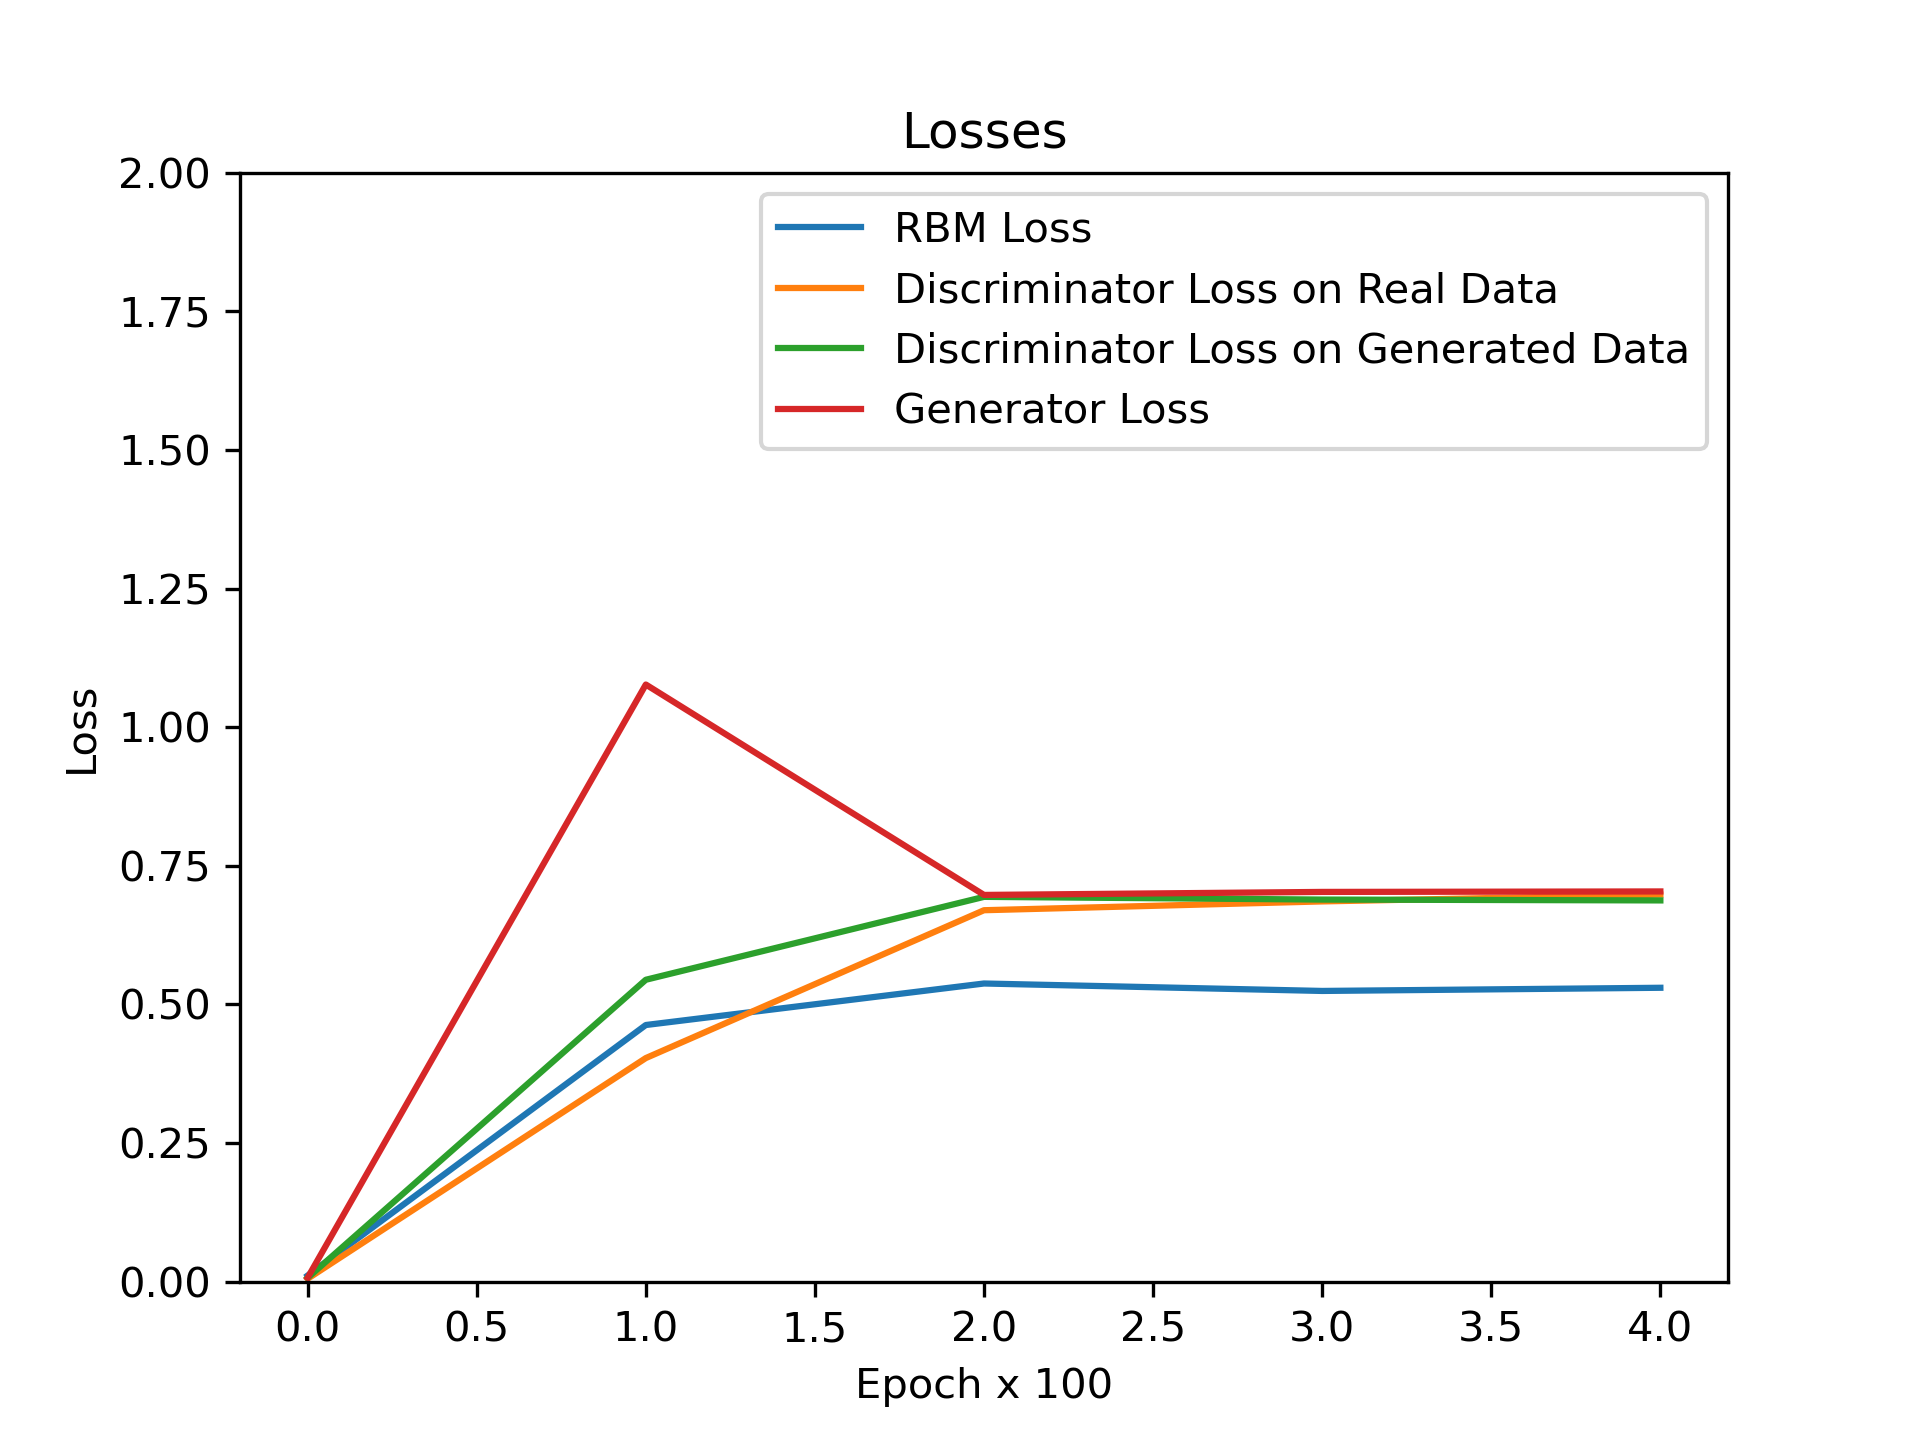 Losses
2.00
1.75
1.50
1.25
1.00
0.75
0.50
0.25
0.00
Loss
RBM Loss
Discriminator Loss on Real Data
Discriminator Loss on Generated Data
Generator Loss
0.0 0.5 1.0 1.5 2.0 2.5 3.0 3.5 4.0
Epoch x 100